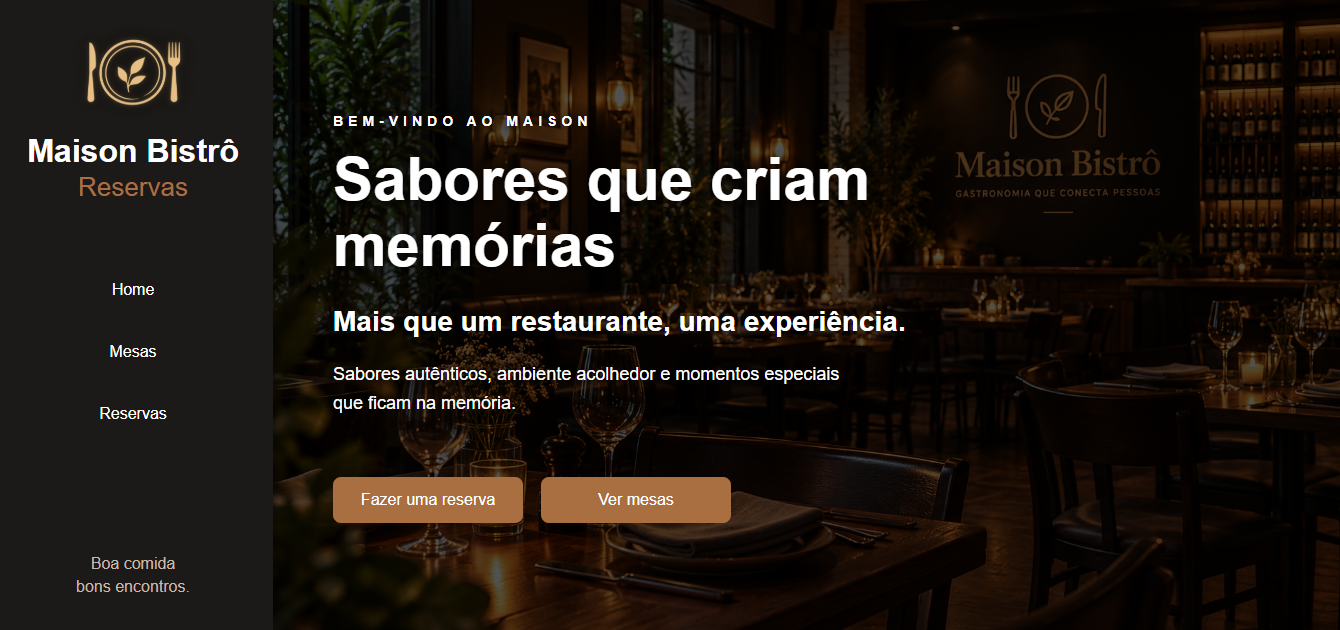 Maison Bistrô
Reservas
Home
Mesas
Reservas
Boa comida
bons encontros.
BEM-VINDO AO MAISON
Sabores que criam
memórias
Mais que um restaurante, uma experiência.
Sabores autênticos, ambiente acolhedor e momentos especiais
que ficam na memória.
Fazer uma reserva
Ver mesas
Maison Bistrô
GASTRONOMIA QUE CONECTA PESSOAS